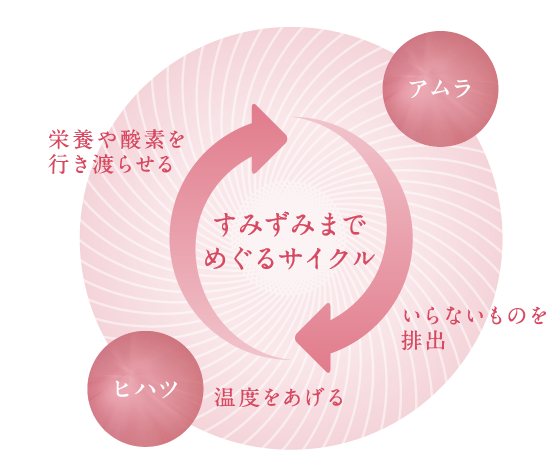 アムラ
栄養や酸素を
行き渡らせる
すみずみまで
めぐるサイクル
いらないものを
排出
ヒハツ
温度をあげる